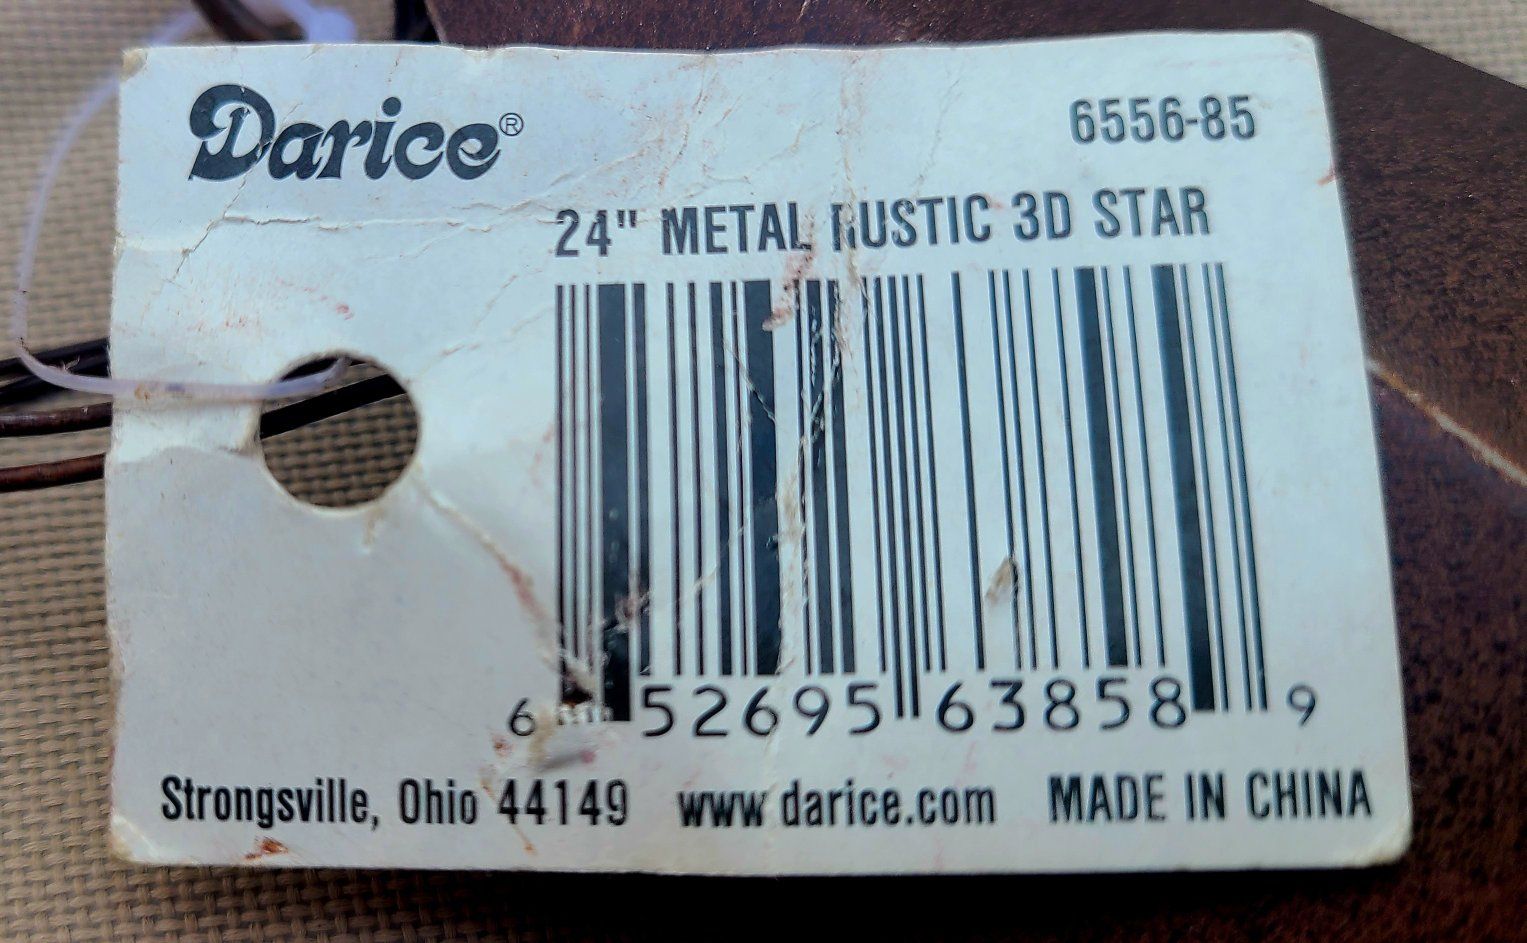 Darice®
6556-85
24" METAL RUSTIC 3D STAR
6 52695 63858 9
Strongsville, Ohio 44149 www.darice.com MADE IN CHINA